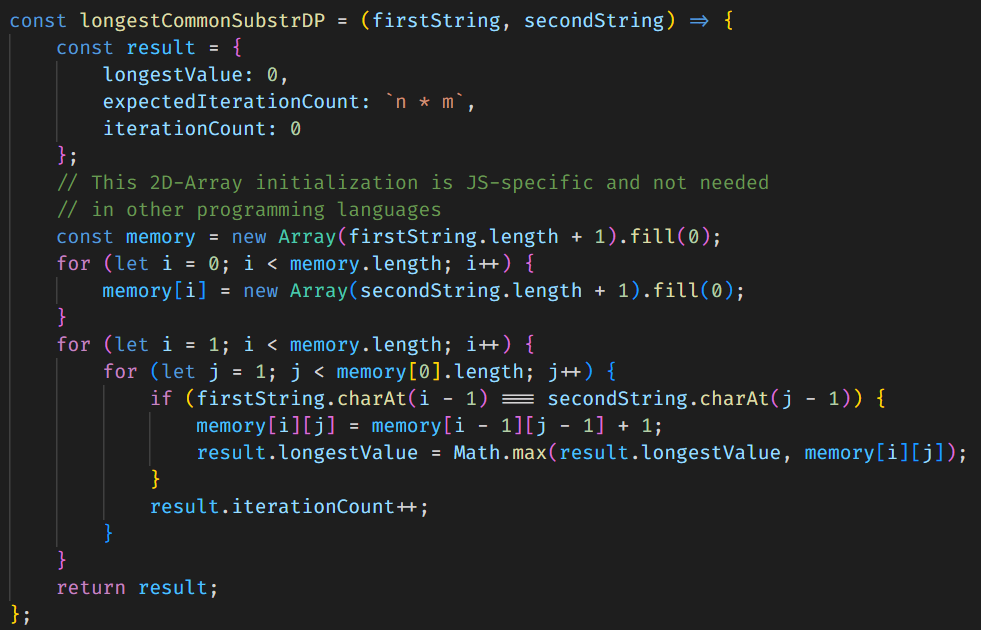 const longestCommonSubstrDP = (firstString, secondString) => {
    const result = {
        longestValue: 0,
        expectedIterationCount: `n * m`,
        iterationCount: 0
    };
    // This 2D-Array initialization is JS-specific and not needed
    // in other programming languages
    const memory = new Array(firstString.length + 1).fill(0);
    for (let i = 0; i < memory.length; i++) {
        memory[i] = new Array(secondString.length + 1).fill(0);
    }
    for (let i = 1; i < memory.length; i++) {
        for (let j = 1; j < memory[0].length; j++) {
            if (firstString.charAt(i - 1) === secondString.charAt(j - 1)) {
                memory[i][j] = memory[i - 1][j - 1] + 1;
                result.longestValue = Math.max(result.longestValue, memory[i][j]);
            }
            result.iterationCount++;
        }
    }
    return result;
};